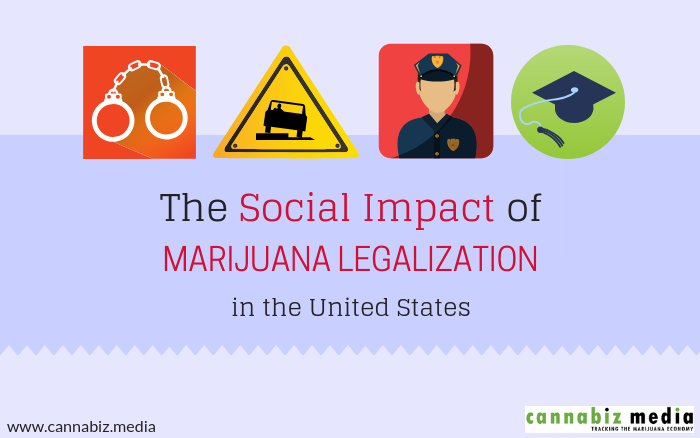 The Social Impact of
MARIJUANA LEGALIZATION
in the United States
www.cannabiz.media
cannabiz media
TRACKING THE MARIJUANA ECONOMY